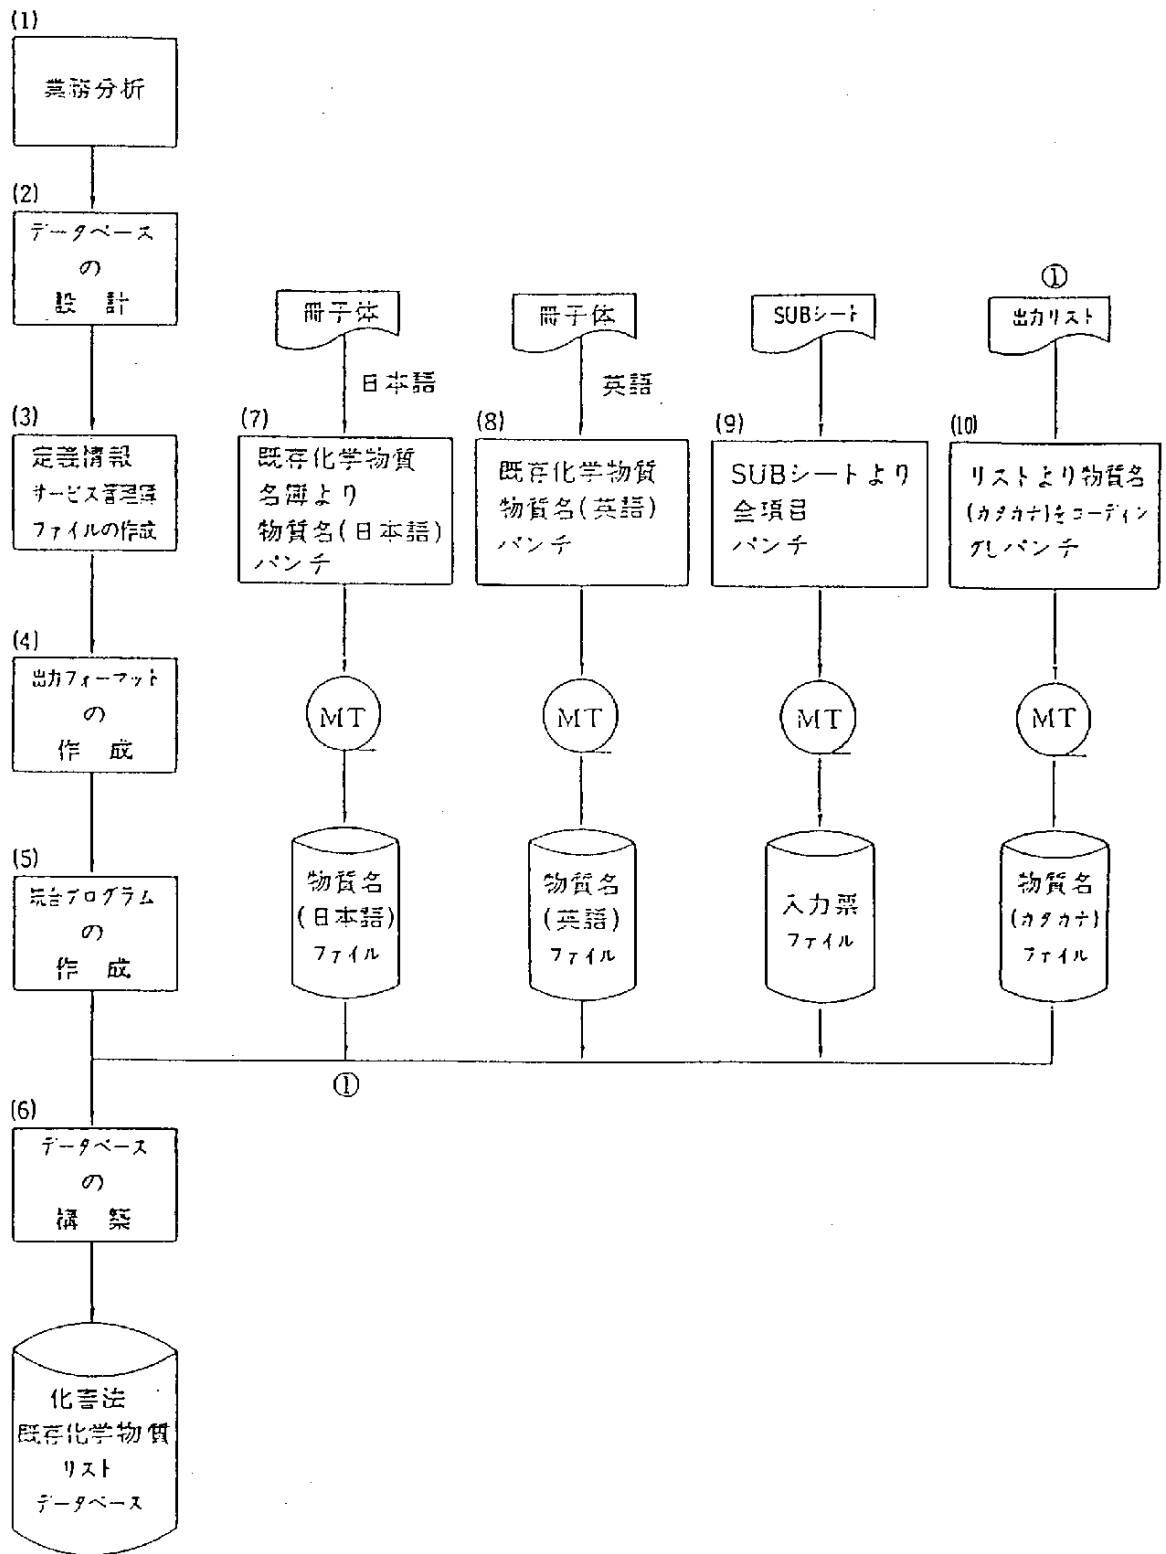 (1)
業務分析
(2)
データベース
の
設 計
(3)
定義情報
サービス管理簿
ファイルの作成
(4)
出力フォーマット
の
作 成
(5)
統合プログラム
の
作 成
①
冊子体
日本語
(7)
既存化学物質
名簿より
物質名(日本語)
パンチ
MT
物質名
(日本語)
ファイル
冊子体
英語
(8)
既存化学物質
物質名(英語)
パンチ
MT
物質名
(英語)
ファイル
SUBシート
(9)
SUBシートより
全項目
パンチ
MT
入力票
ファイル
①
出力リスト
(10)
リストより物質名
(カタカナ)をコーディン
グしパンチ
MT
物質名
(カタカナ)
ファイル
(6)
データベース
の
構 築
化審法
既存化学物質
リスト
データベース